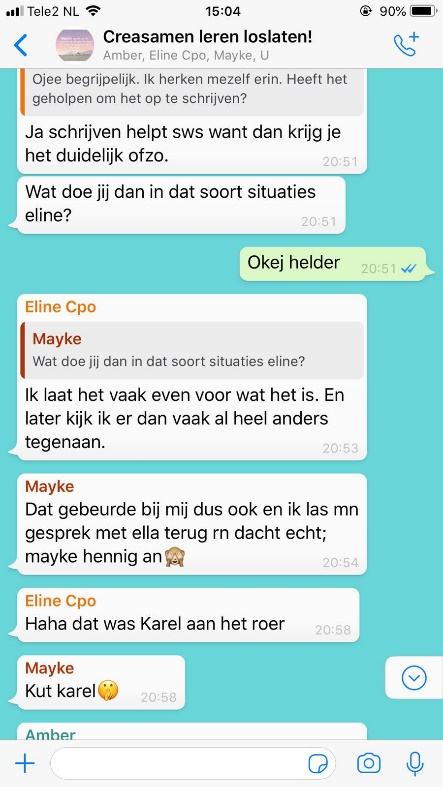 Tele2 NL 15:04 90%
Creasamen leren loslaten!
Amber, Eline Cpo, Mayke, U
Ojee begrijpelijk. Ik herken mezelf erin. Heeft het
geholpen om het op te schrijven?
Ja schrijven helpt sws want dan krijg je
het duidelijk ofzo.
20:51
Wat doe jij dan in dat soort situaties
eline?
20:51
Okej helder 20:51
Eline Cpo
Mayke
Wat doe jij dan in dat soort situaties eline?
Ik laat het vaak even voor wat het is. En
later kijk ik er dan vaak al heel anders
tegenaan.
20:53
Mayke
Dat gebeurde bij mij dus ook en ik las mn
gesprek met ella terug rn dacht echt;
mayke hennig an🙈
20:54
Eline Cpo
Haha dat was Karel aan het roer 20:58
Mayke
Kut karel🤫 20:58
Amber